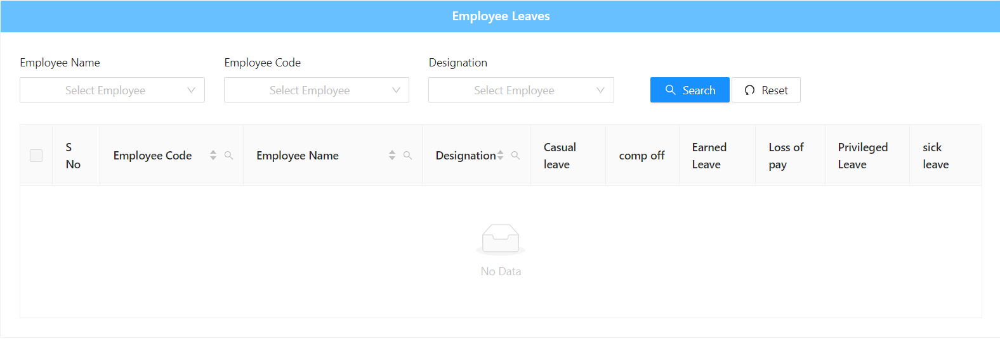 Employee Leaves
Employee Name
Employee Code
Designation
Select Employee
Select Employee
Select Employee
Search
Reset
S
No
Employee Code
Employee Name
Designation
Casual
leave
comp off
Earned
Leave
Loss of
pay
Privileged
Leave
sick
leave
No Data